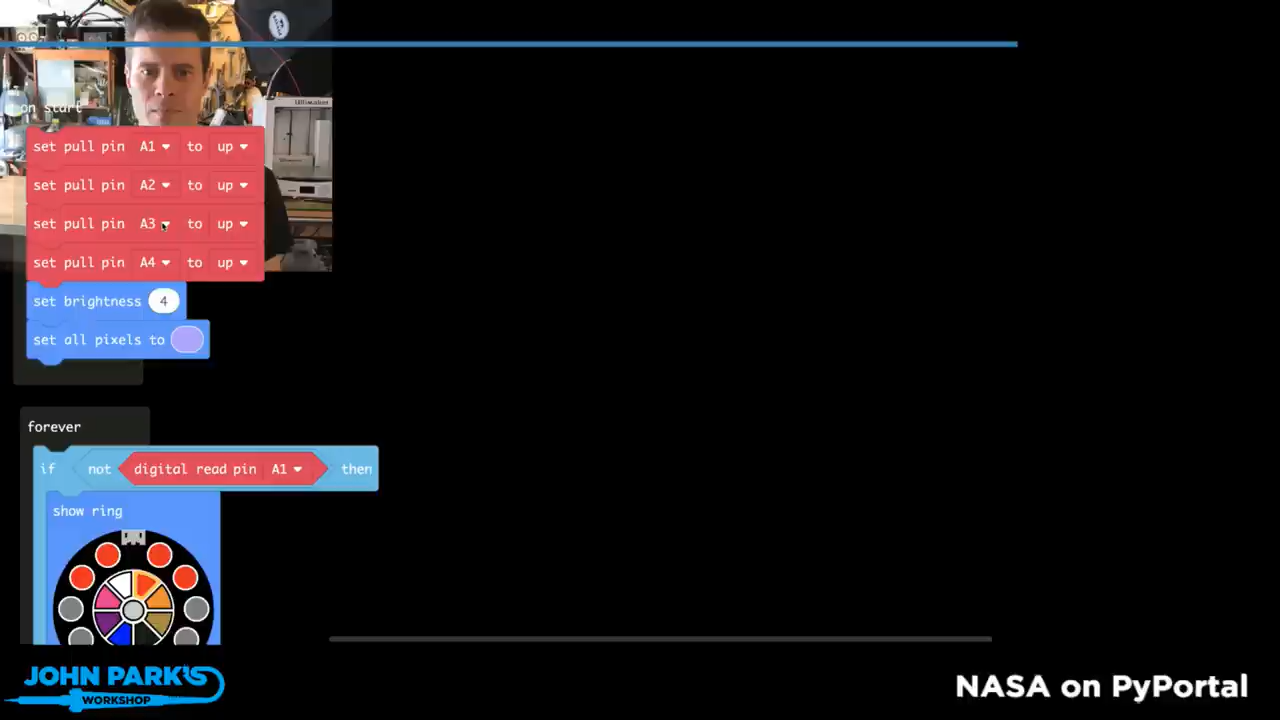 Ultimaker
on start
set pull pin A1 to up
set pull pin A2 to up
set pull pin A3 to up
set pull pin A4 to up
set brightness 4
set all pixels to
forever
if not digital read pin A1 then
show ring
JOHN PARK'S
WORKSHOP
NASA on PyPortal